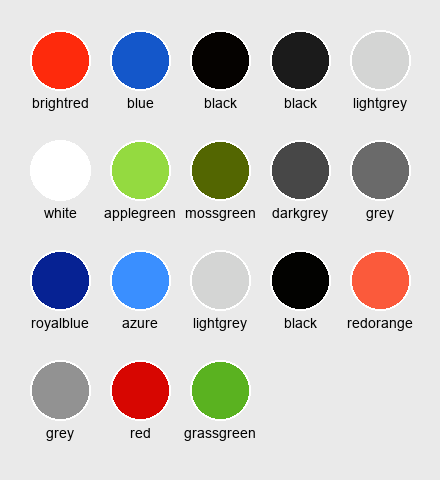 brightred blue black black lightgrey
white applegreen mossgreen darkgrey grey
royalblue azure lightgrey black redorange
grey red grassgreen